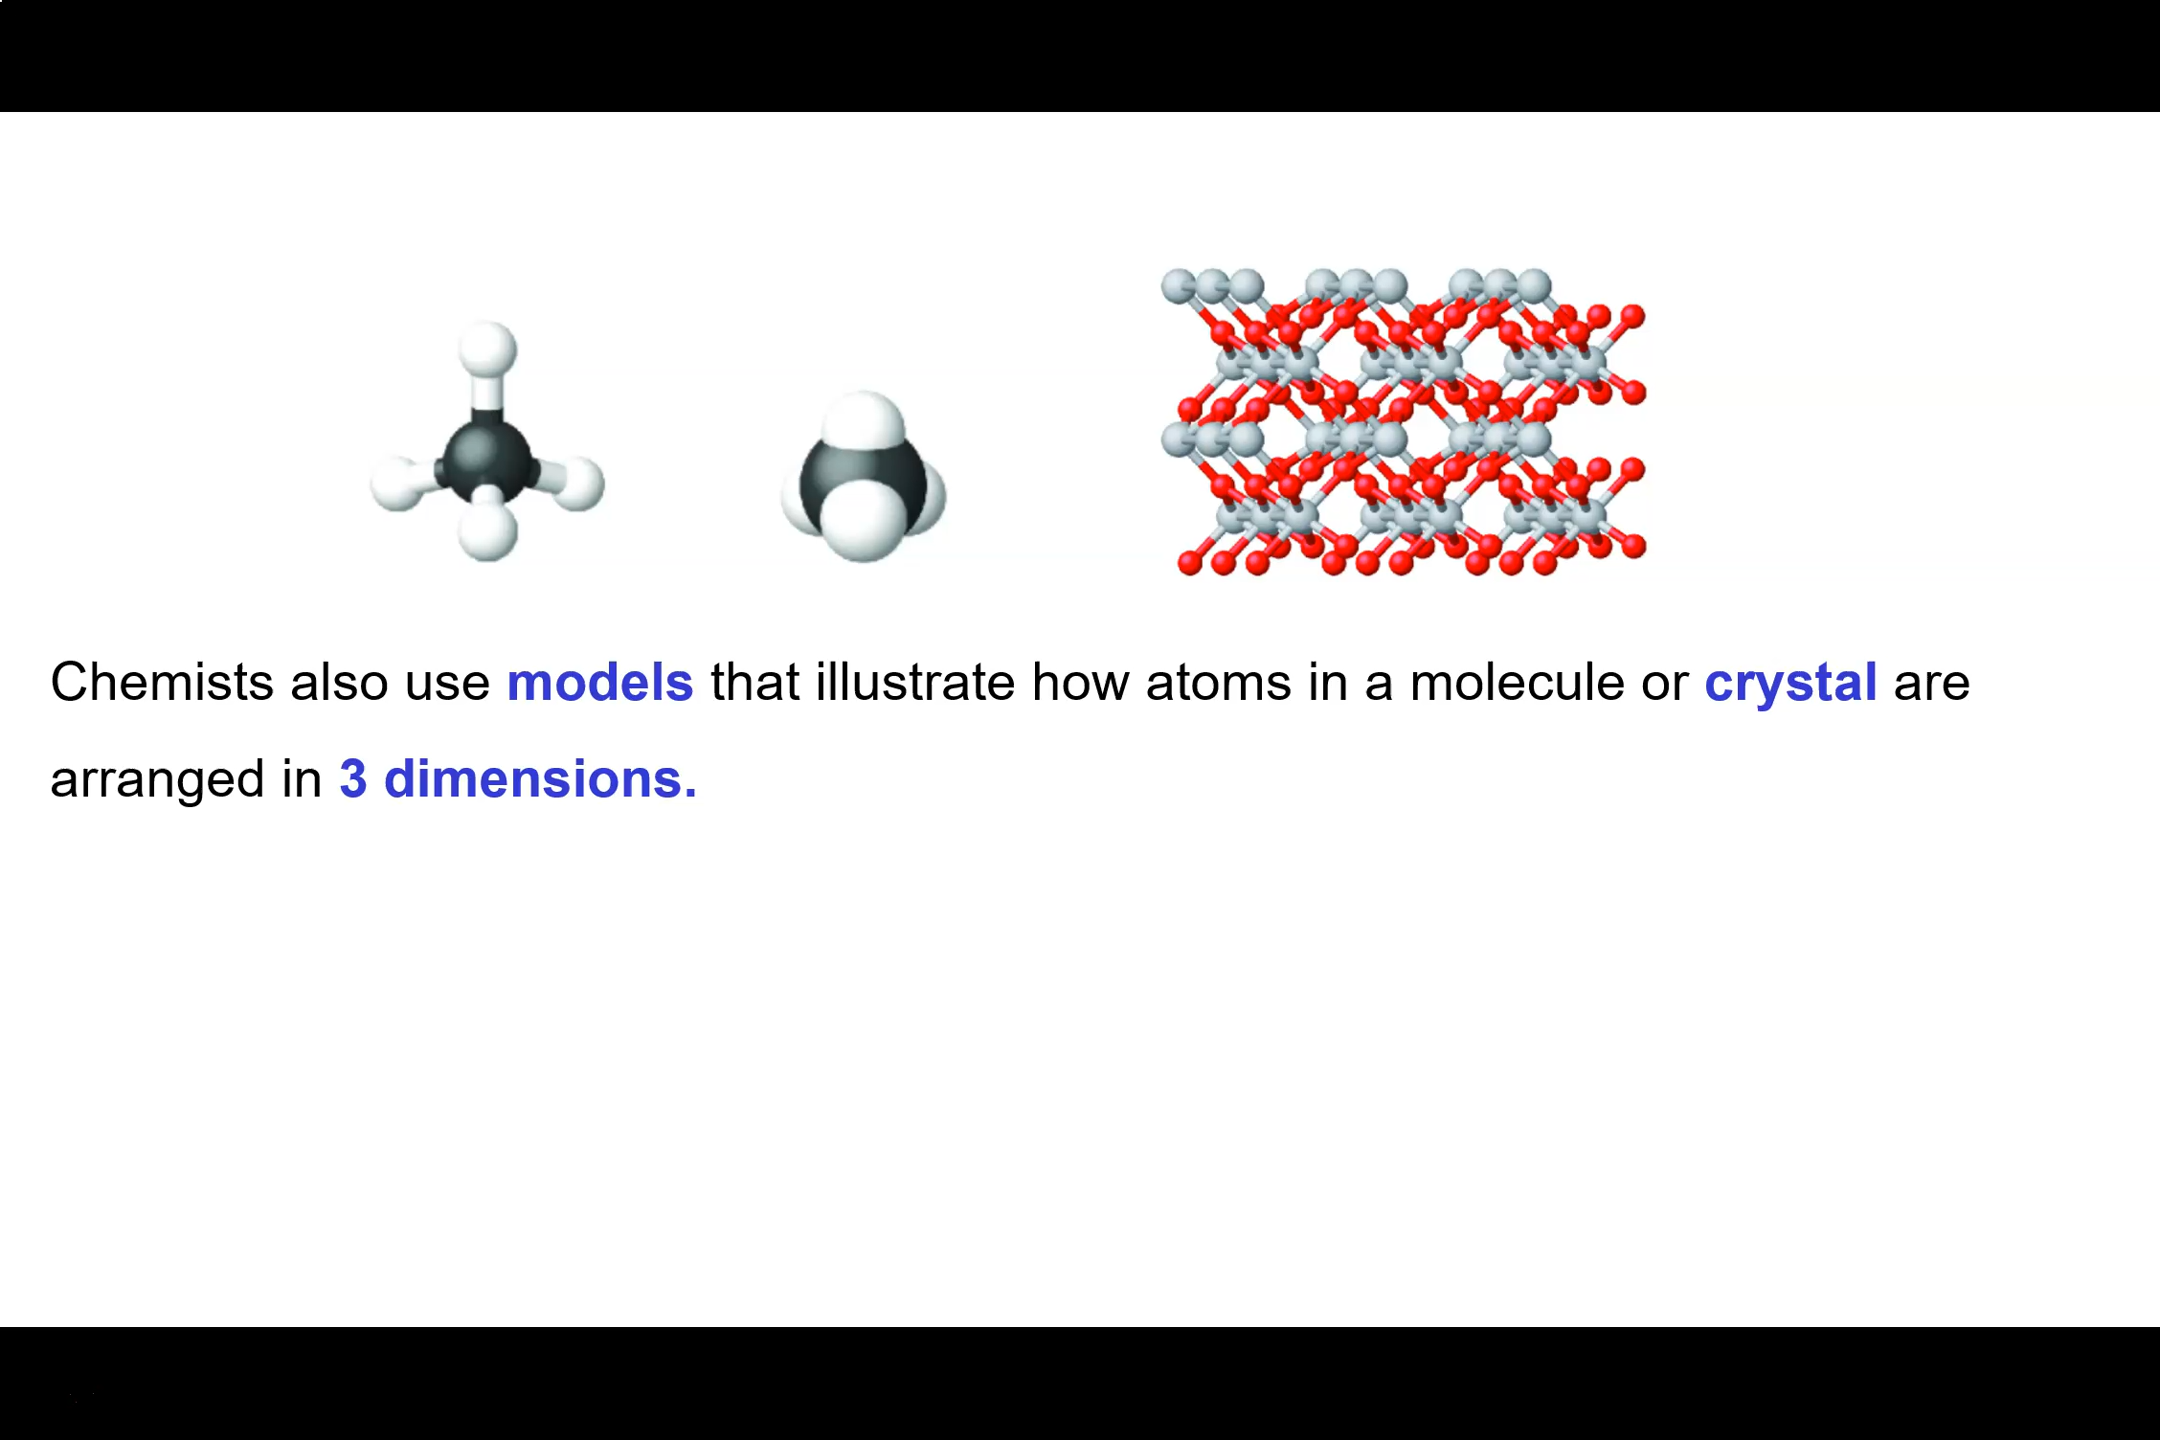 Chemists also use models that illustrate how atoms in a molecule or crystal are
arranged in 3 dimensions.